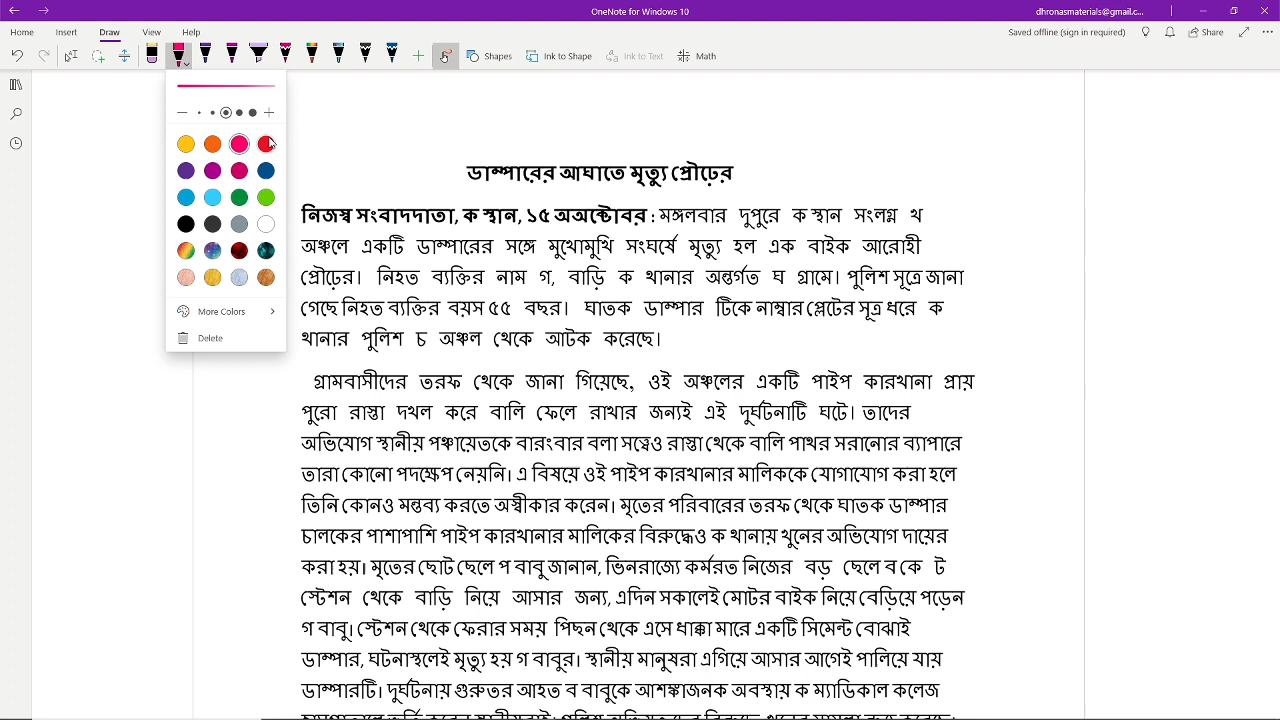 OneNote for Windows 10
dhronasmaterials@gmail.c...
Home Insert Draw View Help
Saved offline (sign in required) Share
Shapes Ink to Shape Ink to Text Math
More Colors
Delete
ডাম্পারের আঘাতে মৃত্যু প্রৌঢ়ের
নিজস্ব সংবাদদাতা, ক স্থান, ১৫ অক্টোবর : মঙ্গলবার দুপুরে ক স্থান সংলগ্ন খ
অঞ্চলে একটি ডাম্পারের সঙ্গে মুখোমুখি সংঘর্ষে মৃত্যু হল এক বাইক আরোহী
প্রৌঢ়ের। নিহত ব্যক্তির নাম গ, বাড়ি ক থানার অন্তর্গত ঘ গ্রামে। পুলিশ সূত্রে জানা
গেছে নিহত ব্যক্তির বয়স ৫৫ বছর। ঘাতক ডাম্পার টিকে নাম্বার প্লেটের সূত্র ধরে ক
থানার পুলিশ চ অঞ্চল থেকে আটক করেছে।
গ্রামবাসীদের তরফ থেকে জানা গিয়েছে, ওই অঞ্চলের একটি পাইপ কারখানা প্রায়
পুরো রাস্তা দখল করে বালি ফেলে রাখার জন্যই এই দুর্ঘটনাটি ঘটে। তাদের
অভিযোগ স্থানীয় পঞ্চায়েতকে বারংবার বলা সত্ত্বেও রাস্তা থেকে বালি পাথর সরানোর ব্যাপারে
তারা কোনো পদক্ষেপ নেয়নি। এ বিষয়ে ওই পাইপ কারখানার মালিককে যোগাযোগ করা হলে
তিনি কোনও মন্তব্য করতে অস্বীকার করেন। মৃতের পরিবারের তরফ থেকে ঘাতক ডাম্পার
চালকের পাশাপাশি পাইপ কারখানার মালিকের বিরুদ্ধেও ক থানায় খুনের অভিযোগ দায়ের
করা হয়। মৃতের ছোট ছেলে প বাবু জানান, ভিনরাজ্যে কর্মরত নিজের বড় ছেলে ব কে ট
স্টেশন থেকে বাড়ি নিয়ে আসার জন্য, এদিন সকালেই মোটর বাইক নিয়ে বেড়িয়ে পড়েন
গ বাবু। স্টেশন থেকে ফেরার সময় পিছন থেকে এসে ধাক্কা মারে একটি সিমেন্ট বোঝাই
ডাম্পার, ঘটনাস্থলেই মৃত্যু হয় গ বাবুর। স্থানীয় মানুষরা এগিয়ে আসার আগেই পালিয়ে যায়
ডাম্পারটি। দুর্ঘটনায় গুরুতর আহত ব বাবুকে আশঙ্কাজনক অবস্থায় ক ম্যাডিকাল কলেজ